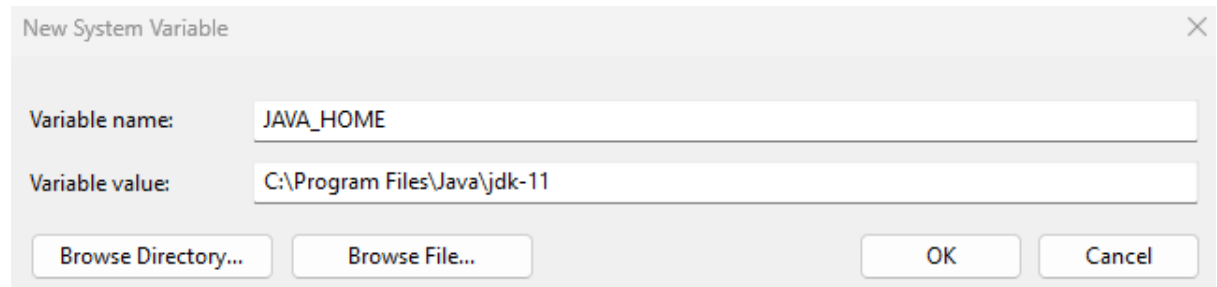 New System Variable
Variable name: JAVA_HOME
Variable value: C:\Program Files\Java\jdk-11
Browse Directory... Browse File... OK Cancel